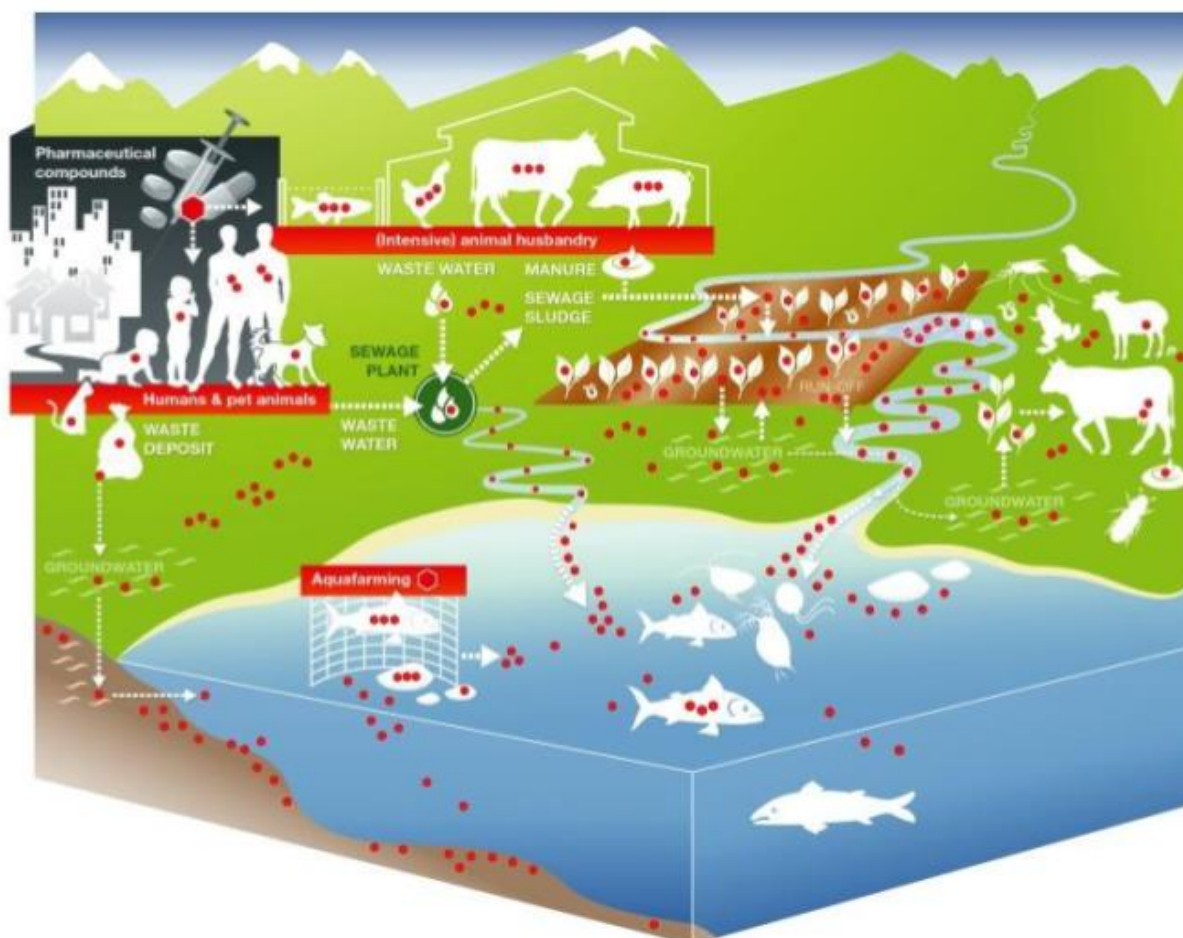 Pharmaceutical
compounds
(Intensive) animal husbandry
WASTE WATER
MANURE
SEWAGE
SLUDGE
SEWAGE
PLANT
Humans & pet animals
WASTE
DEPOSIT
WASTE
WATER
RUN-OFF
GROUNDWATER
GROUNDWATER
GROUNDWATER
Aquafarming